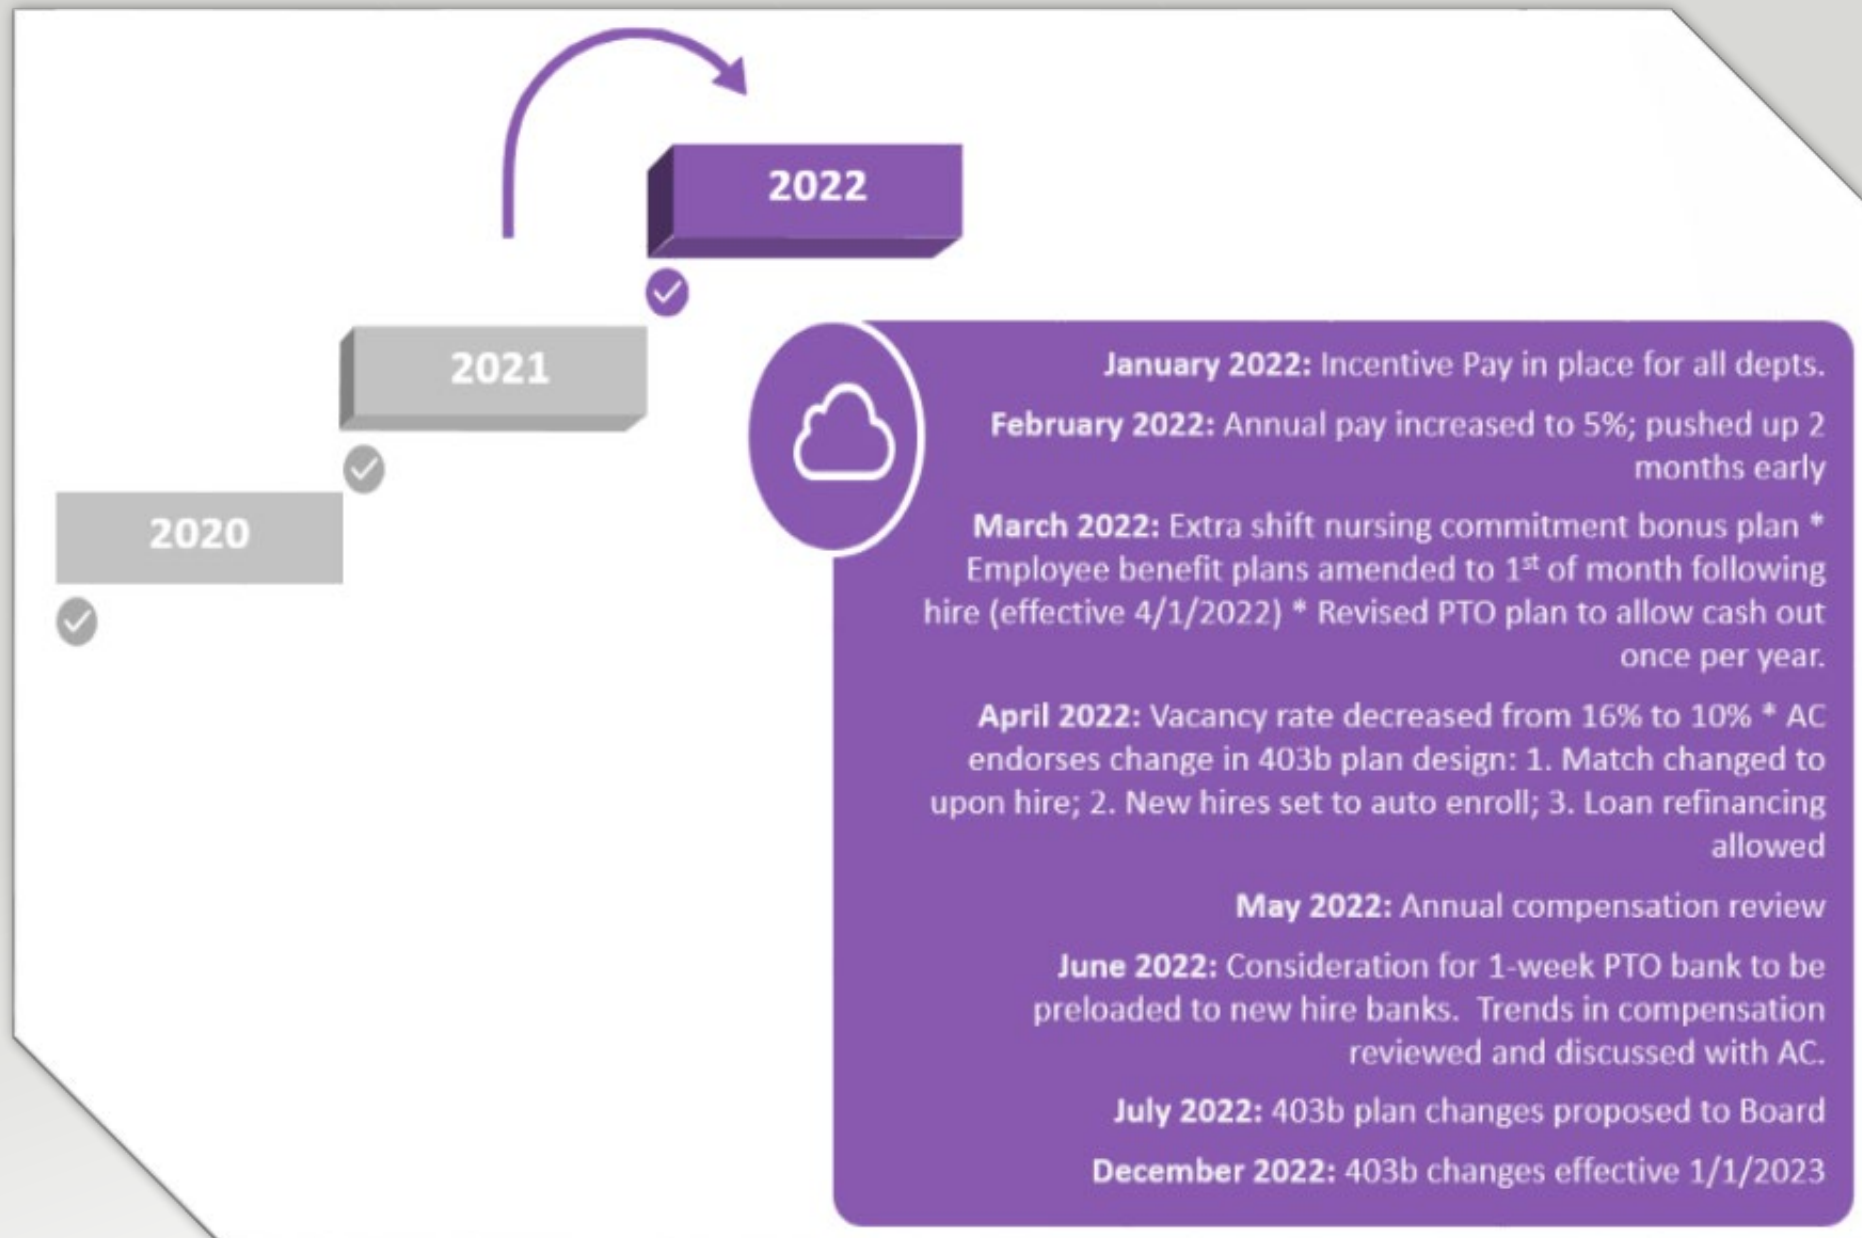 2022
2021
2020
January 2022: Incentive Pay in place for all depts.
February 2022: Annual pay increased to 5%; pushed up 2
months early
March 2022: Extra shift nursing commitment bonus plan *
Employee benefit plans amended to 1st of month following
hire (effective 4/1/2022) * Revised PTO plan to allow cash out
once per year.
April 2022: Vacancy rate decreased from 16% to 10% * AC
endorses change in 403b plan design: 1. Match changed to
upon hire; 2. New hires set to auto enroll; 3. Loan refinancing
allowed
May 2022: Annual compensation review
June 2022: Consideration for 1-week PTO bank to be
preloaded to new hire banks.  Trends in compensation
reviewed and discussed with AC.
July 2022: 403b plan changes proposed to Board
December 2022: 403b changes effective 1/1/2023